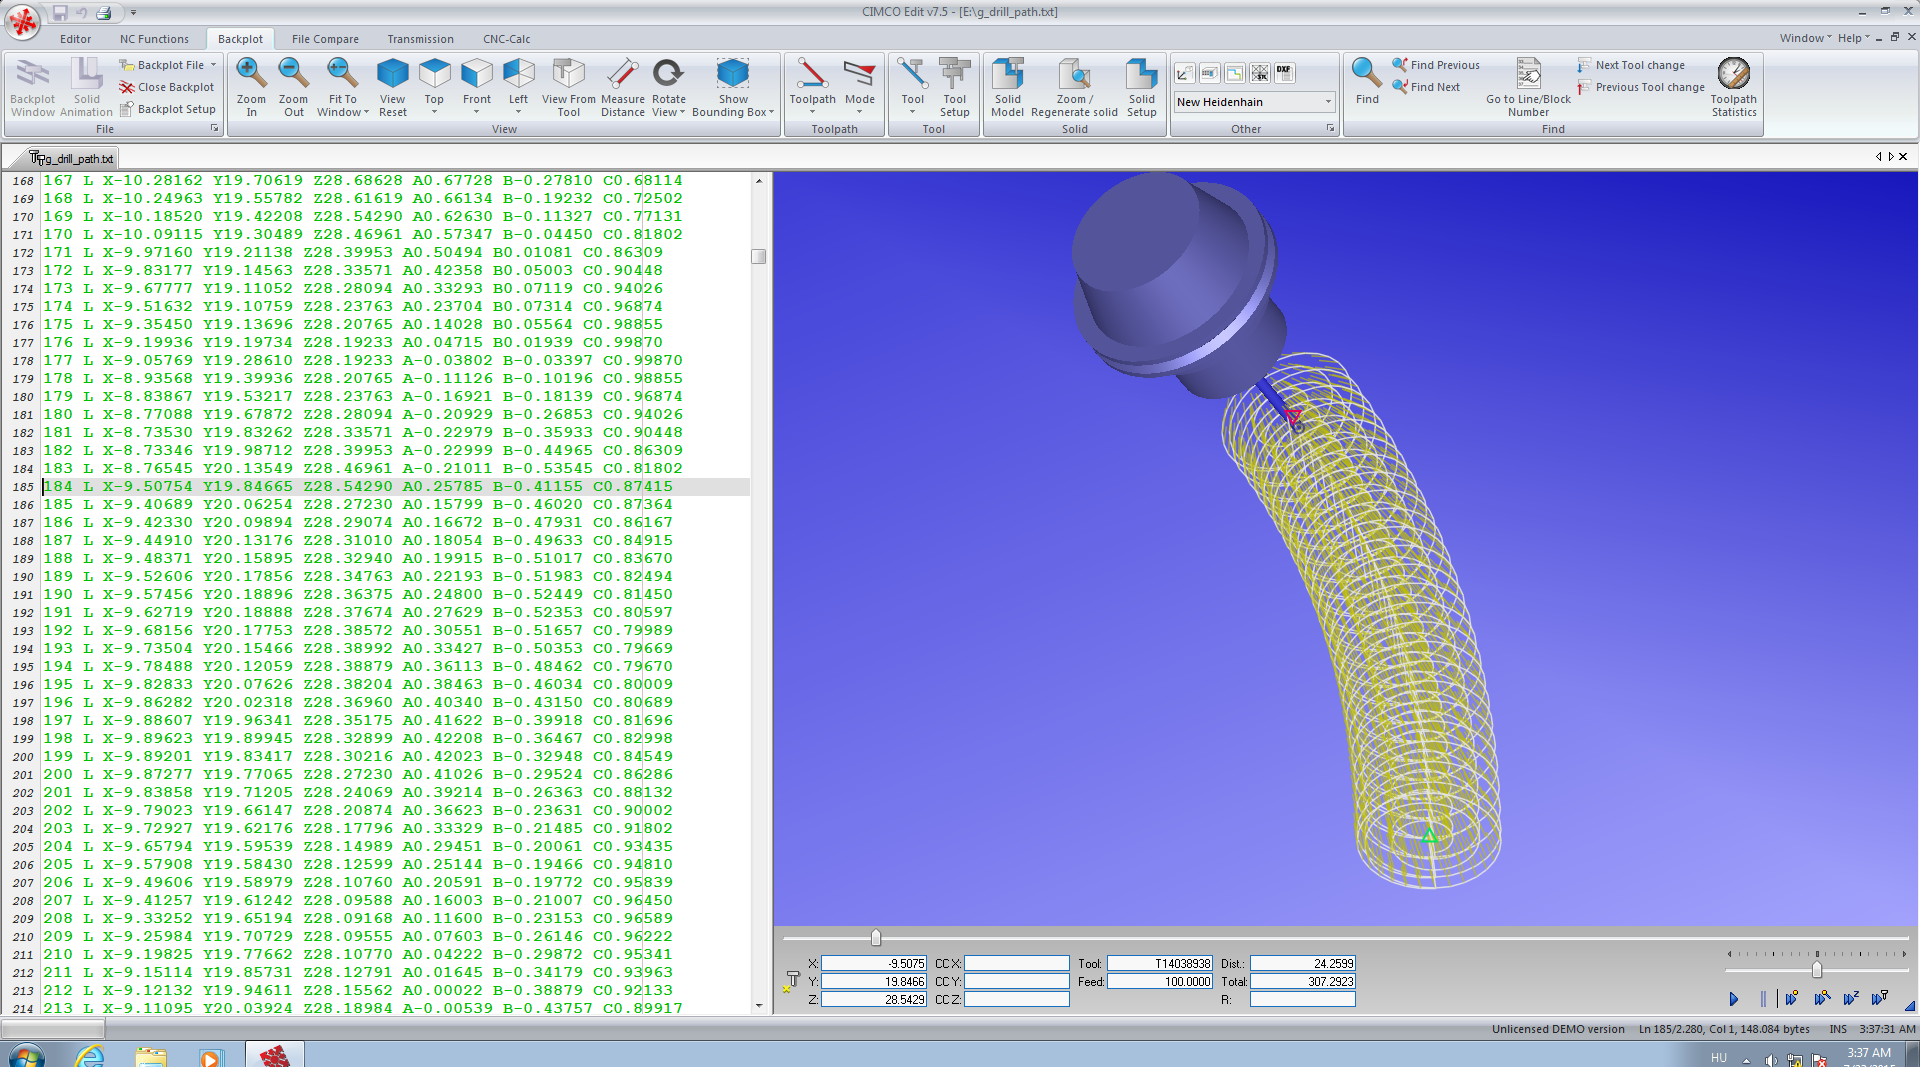 CIMCO Edit v7.5 - [E:\g_drill_path.txt]
Editor NC Functions Backplot File Compare Transmission CNC-Calc Window Help
Backplot Window
Solid Animation
Backplot File
Close Backplot
Backplot Setup
File
Zoom In
Zoom Out
Fit To Window
View Reset
Top
Front
Left
View From Tool
Measure Distance
Rotate View
Show Bounding Box
View
Toolpath
Mode
Toolpath
Tool
Tool Setup
Tool
Solid Model
Zoom / Regenerate solid
Solid Setup
Solid
DXF
New Heidenhain
Other
Find
Find Previous
Find Next
Go to Line/Block Number
Next Tool change
Previous Tool change
Toolpath Statistics
Find
g_drill_path.txt
168 167 L X-10.28162 Y19.70619 Z28.68628 A0.67728 B-0.27810 C0.68114
169 168 L X-10.24963 Y19.55782 Z28.61619 A0.66134 B-0.19232 C0.72502
170 169 L X-10.18520 Y19.42208 Z28.54290 A0.62630 B-0.11327 C0.77131
171 170 L X-10.09115 Y19.30489 Z28.46961 A0.57347 B-0.04450 C0.81802
172 171 L X-9.97160 Y19.21138 Z28.39953 A0.50494 B0.01081 C0.86309
173 172 L X-9.83177 Y19.14563 Z28.33571 A0.42358 B0.05003 C0.90448
174 173 L X-9.67777 Y19.11052 Z28.28094 A0.33293 B0.07119 C0.94026
175 174 L X-9.51632 Y19.10759 Z28.23763 A0.23704 B0.07314 C0.96874
176 175 L X-9.35450 Y19.13696 Z28.20765 A0.14028 B0.05564 C0.98855
177 176 L X-9.19936 Y19.19734 Z28.19233 A0.04715 B0.01939 C0.99870
178 177 L X-9.05769 Y19.28610 Z28.19233 A-0.03802 B-0.03397 C0.99870
179 178 L X-8.93568 Y19.39936 Z28.20765 A-0.11126 B-0.10196 C0.98855
180 179 L X-8.83867 Y19.53217 Z28.23763 A-0.16921 B-0.18139 C0.96874
181 180 L X-8.77088 Y19.67872 Z28.28094 A-0.20929 B-0.26853 C0.94026
182 181 L X-8.73530 Y19.83262 Z28.33571 A-0.22979 B-0.35933 C0.90448
183 182 L X-8.73346 Y19.98712 Z28.39953 A-0.22999 B-0.44965 C0.86309
184 183 L X-8.76545 Y20.13549 Z28.46961 A-0.21011 B-0.53545 C0.81802
185 184 L X-9.50754 Y19.84665 Z28.54290 A0.25785 B-0.41155 C0.87415
186 185 L X-9.40689 Y20.06254 Z28.27230 A0.15799 B-0.46020 C0.87364
187 186 L X-9.42330 Y20.09894 Z28.29074 A0.16672 B-0.47931 C0.86167
188 187 L X-9.44910 Y20.13176 Z28.31010 A0.18054 B-0.49633 C0.84915
189 188 L X-9.48371 Y20.15895 Z28.32940 A0.19915 B-0.51017 C0.83670
190 189 L X-9.52606 Y20.17856 Z28.34763 A0.22193 B-0.51983 C0.82494
191 190 L X-9.57456 Y20.18896 Z28.36375 A0.24800 B-0.52449 C0.81450
192 191 L X-9.62719 Y20.18888 Z28.37674 A0.27629 B-0.52353 C0.80597
193 192 L X-9.68156 Y20.17753 Z28.38572 A0.30551 B-0.51657 C0.79989
194 193 L X-9.73504 Y20.15466 Z28.38992 A0.33427 B-0.50353 C0.79669
195 194 L X-9.78488 Y20.12059 Z28.38879 A0.36113 B-0.48462 C0.79670
196 195 L X-9.82833 Y20.07626 Z28.38204 A0.38463 B-0.46034 C0.80009
197 196 L X-9.86282 Y20.02318 Z28.36960 A0.40340 B-0.43150 C0.80689
198 197 L X-9.88607 Y19.96341 Z28.35175 A0.41622 B-0.39918 C0.81696
199 198 L X-9.89623 Y19.89945 Z28.32899 A0.42208 B-0.36467 C0.82998
200 199 L X-9.89201 Y19.83417 Z28.30216 A0.42023 B-0.32948 C0.84549
201 200 L X-9.87277 Y19.77065 Z28.27230 A0.41026 B-0.29524 C0.86286
202 201 L X-9.83858 Y19.71205 Z28.24069 A0.39214 B-0.26363 C0.88132
203 202 L X-9.79023 Y19.66147 Z28.20874 A0.36623 B-0.23631 C0.90002
204 203 L X-9.72927 Y19.62176 Z28.17796 A0.33329 B-0.21485 C0.91802
205 204 L X-9.65794 Y19.59539 Z28.14989 A0.29451 B-0.20061 C0.93435
206 205 L X-9.57908 Y19.58430 Z28.12599 A0.25144 B-0.19466 C0.94810
207 206 L X-9.49606 Y19.58979 Z28.10760 A0.20591 B-0.19772 C0.95839
208 207 L X-9.41257 Y19.61242 Z28.09588 A0.16003 B-0.21007 C0.96450
209 208 L X-9.33252 Y19.65194 Z28.09168 A0.11600 B-0.23153 C0.96589
210 209 L X-9.25984 Y19.70729 Z28.09555 A0.07603 B-0.26146 C0.96222
211 210 L X-9.19825 Y19.77662 Z28.10770 A0.04222 B-0.29872 C0.95341
212 211 L X-9.15114 Y19.85731 Z28.12791 A0.01645 B-0.34179 C0.93963
213 212 L X-9.12132 Y19.94611 Z28.15562 A0.00022 B-0.38879 C0.92133
214 213 L X-9.11095 Y20.03924 Z28.18984 A-0.00539 B-0.43757 C0.89917
X: -9.5075 CC X: Tool: T14038938 Dist.: 24.2599
Y: 19.8466 CC Y: Feed: 100.0000 Total: 307.2923
Z: 28.5429 CC Z: R:
Unlicensed DEMO version Ln 185/2.280, Col 1, 148.084 bytes INS 3:37:31 AM
HU 3:37 AM